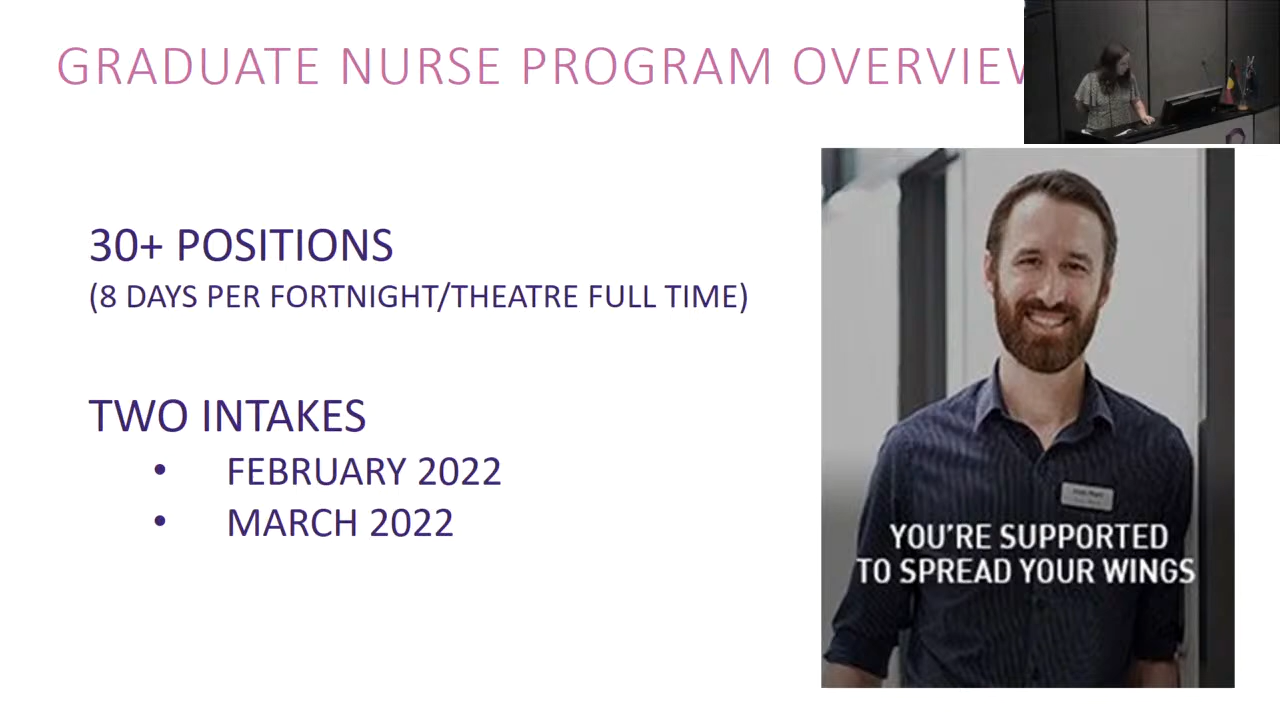 GRADUATE NURSE PROGRAM OVERVIEW
30+ POSITIONS
(8 DAYS PER FORTNIGHT/THEATRE FULL TIME)
TWO INTAKES
• FEBRUARY 2022
• MARCH 2022
YOU'RE SUPPORTED
TO SPREAD YOUR WINGS